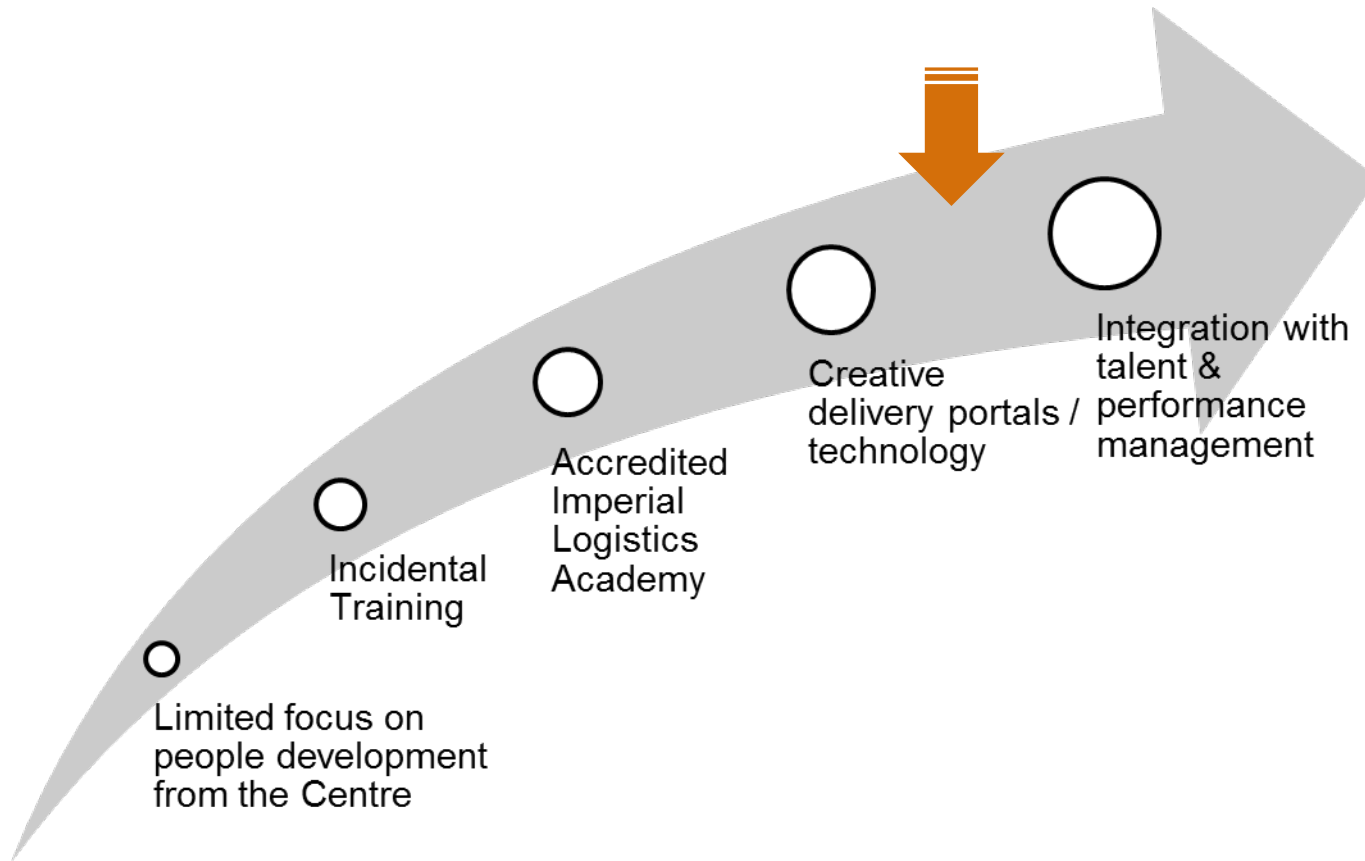 Limited focus on
people development
from the Centre
Incidental
Training
Accredited
Imperial
Logistics
Academy
Creative
delivery portals /
technology
Integration with
talent &
performance
management